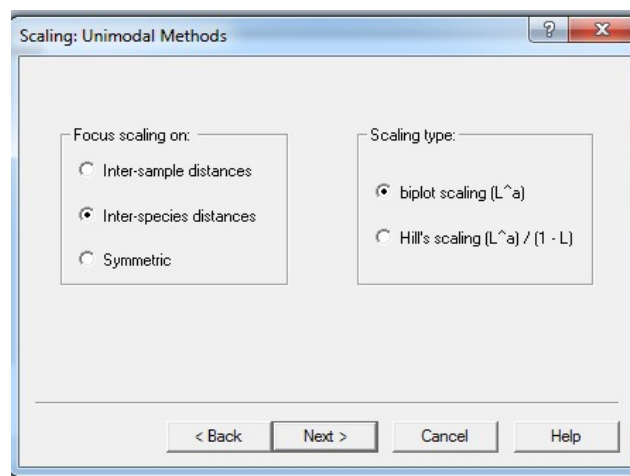 Scaling: Unimodal Methods
?
Focus scaling on:
Inter-sample distances
Inter-species distances
Symmetric
Scaling type:
biplot scaling (L^a)
Hill's scaling (L^a) / (1 - L)
< Back Next > Cancel Help